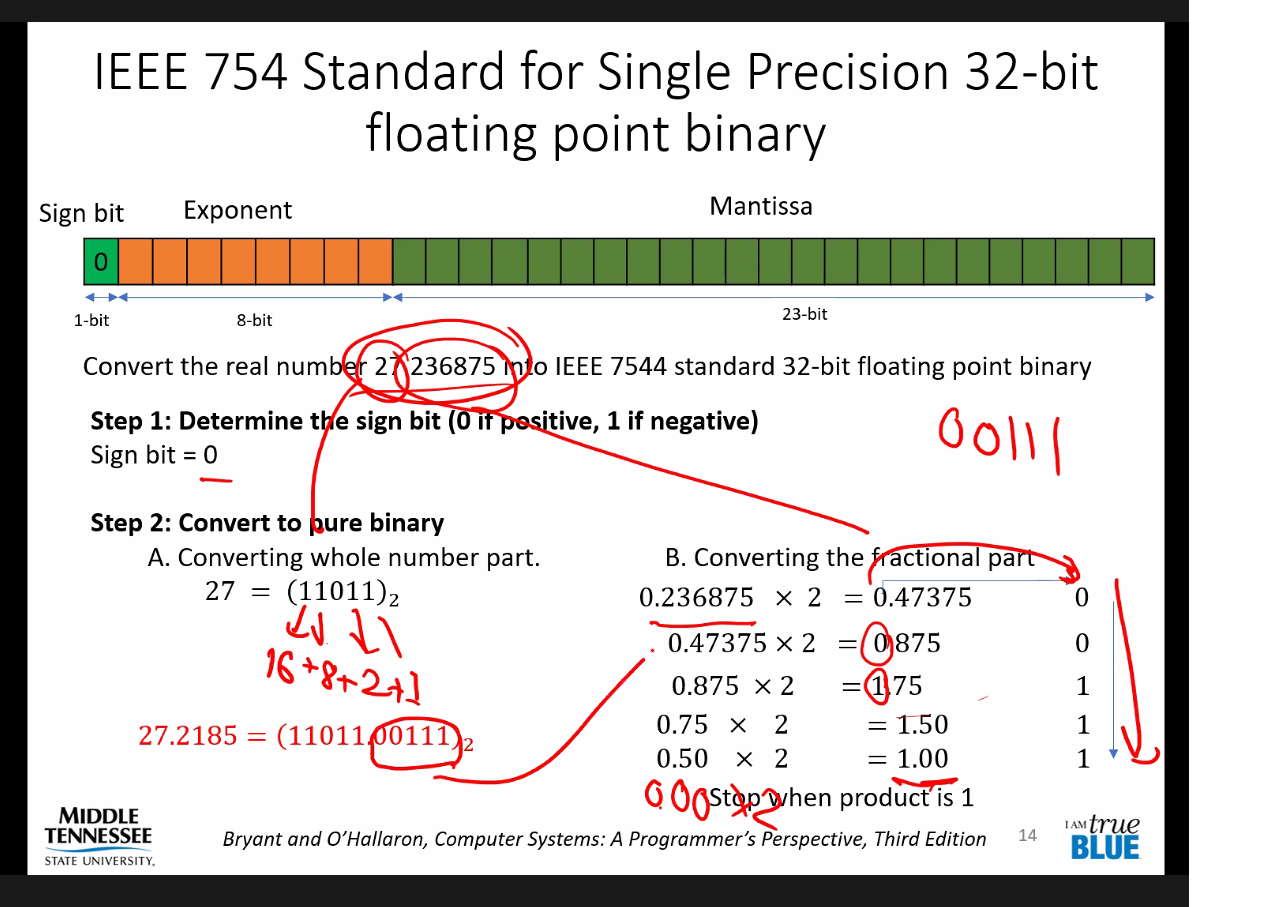 IEEE 754 Standard for Single Precision 32-bit
floating point binary
Sign bit Exponent Mantissa
0
1-bit 8-bit 23-bit
Convert the real number 27.236875 into IEEE 7544 standard 32-bit floating point binary
Step 1: Determine the sign bit (0 if positive, 1 if negative)
00111
Sign bit = 0
Step 2: Convert to pure binary
A. Converting whole number part.
27 = (11011)₂
16+8+2+1
27.2185 = (11011.00111)₂
B. Converting the fractional part
0.236875 × 2 = 0.47375 0
0.47375 × 2 = 0.875 0
0.875 × 2 = 1.75 1
0.75 × 2 = 1.50 1
0.50 × 2 = 1.00 1
0.00 × 2
Stop when product is 1
MIDDLE
TENNESSEE
STATE UNIVERSITY.
Bryant and O'Hallaron, Computer Systems: A Programmer's Perspective, Third Edition
14
I AM true
BLUE